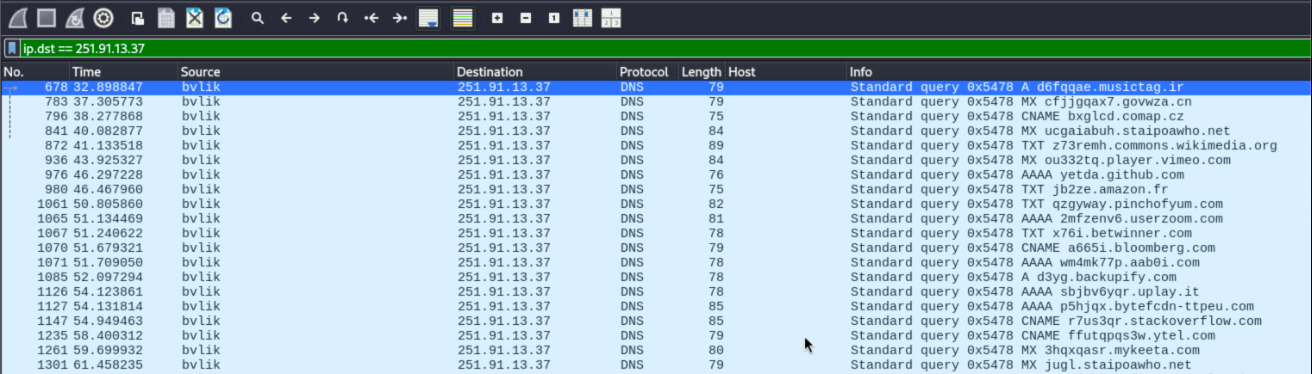 ip.dst == 251.91.13.37
No. Time Source Destination Protocol Length Host Info
678 32.898847 bvlik 251.91.13.37 DNS 79 Standard query 0x5478 A d6fqqae.musictag.ir
783 37.305773 bvlik 251.91.13.37 DNS 79 Standard query 0x5478 MX cfjjgqax7.govwza.cn
796 38.277868 bvlik 251.91.13.37 DNS 75 Standard query 0x5478 CNAME bxglcd.comap.cz
841 40.082877 bvlik 251.91.13.37 DNS 84 Standard query 0x5478 MX ucgaiabuh.staipoawho.net
872 41.133518 bvlik 251.91.13.37 DNS 89 Standard query 0x5478 TXT z73remh.commons.wikimedia.org
936 43.925327 bvlik 251.91.13.37 DNS 84 Standard query 0x5478 MX ou332tq.player.vimeo.com
976 46.297228 bvlik 251.91.13.37 DNS 76 Standard query 0x5478 AAAA yetda.github.com
980 46.467960 bvlik 251.91.13.37 DNS 75 Standard query 0x5478 TXT jb2ze.amazon.fr
1061 50.805860 bvlik 251.91.13.37 DNS 82 Standard query 0x5478 TXT qzgyway.pinchofyum.com
1065 51.134469 bvlik 251.91.13.37 DNS 81 Standard query 0x5478 AAAA 2mfzenv6.userzoom.com
1067 51.240622 bvlik 251.91.13.37 DNS 78 Standard query 0x5478 TXT x76i.betwinner.com
1070 51.679321 bvlik 251.91.13.37 DNS 79 Standard query 0x5478 CNAME a665i.bloomberg.com
1071 51.709050 bvlik 251.91.13.37 DNS 78 Standard query 0x5478 AAAA wm4mk77p.aab0i.com
1085 52.097294 bvlik 251.91.13.37 DNS 78 Standard query 0x5478 A d3yg.backupify.com
1126 54.123861 bvlik 251.91.13.37 DNS 78 Standard query 0x5478 AAAA sbjbv6yqr.uplay.it
1127 54.131814 bvlik 251.91.13.37 DNS 85 Standard query 0x5478 AAAA p5hjqx.bytefcdn-ttpeu.com
1147 54.949463 bvlik 251.91.13.37 DNS 85 Standard query 0x5478 CNAME r7us3qr.stackoverflow.com
1235 58.400312 bvlik 251.91.13.37 DNS 79 Standard query 0x5478 CNAME ffutqpqs3w.ytel.com
1261 59.699932 bvlik 251.91.13.37 DNS 80 Standard query 0x5478 MX 3hqxqasr.mykeeta.com
1301 61.458235 bvlik 251.91.13.37 DNS 79 Standard query 0x5478 MX jugl.staipoawho.net